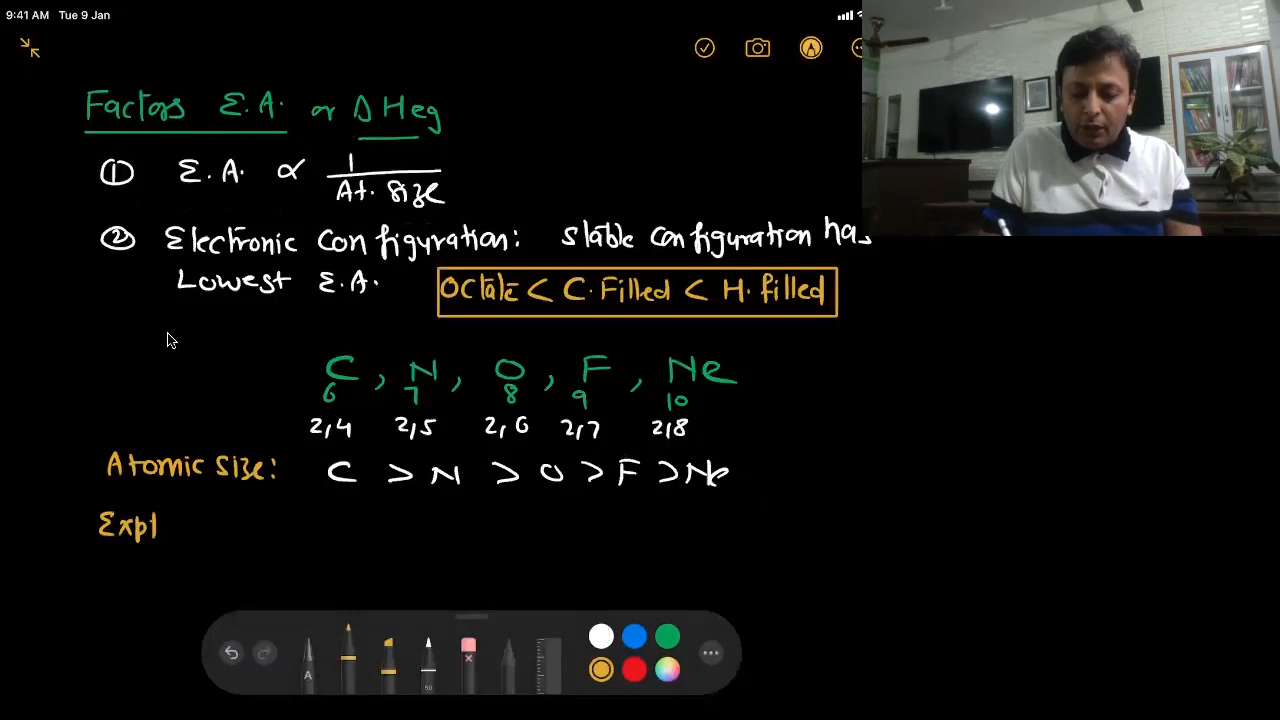 9:41 AM Tue 9 Jan
Factors E.A. or ΔHeg
① E.A. ∝ 1/At. size
② Electronic Configuration: stable configuration has
Lowest E.A.
Octate < C.Filled < H.filled
C, N, O, F, Ne
6 7 8 9 10
2,4 2,5 2,6 2,7 2,8
Atomic size: C > N > O > F > Ne
Expl